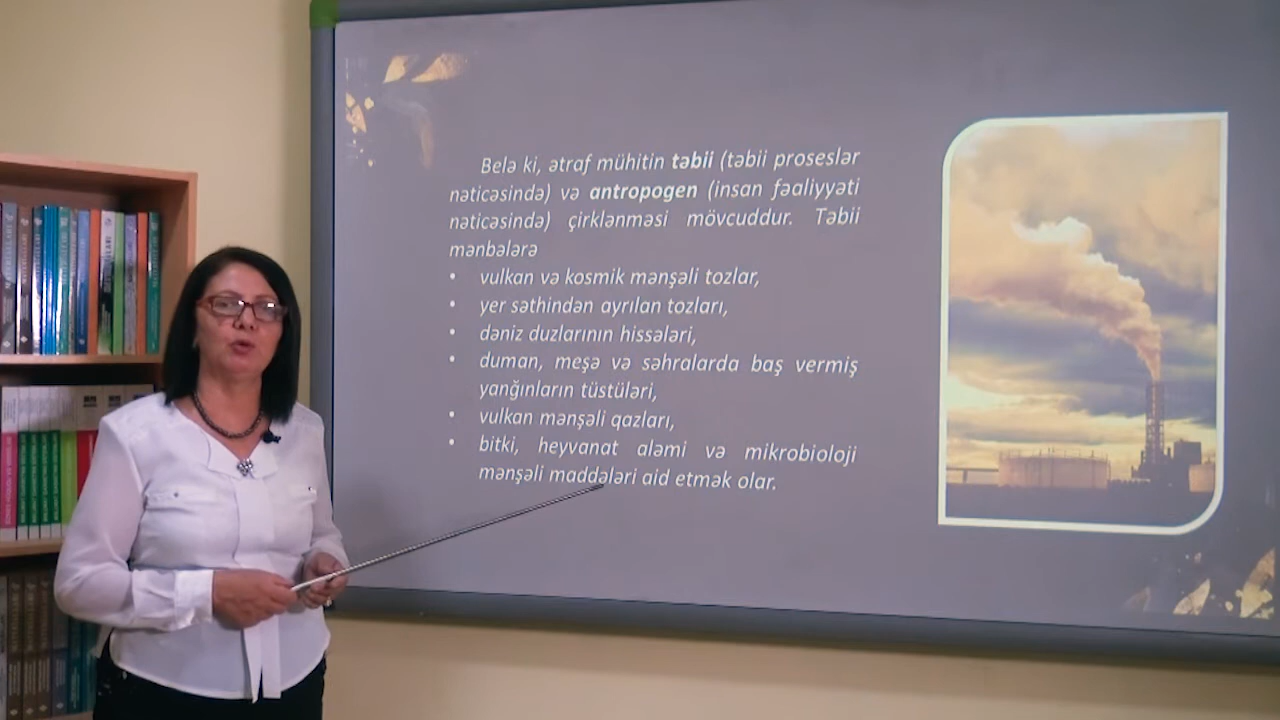 Belə ki, ətraf mühitin təbii (təbii proseslər
nəticəsində) və antropogen (insan fəaliyyəti
nəticəsində) çirklənməsi mövcuddur. Təbii
mənbələrə
• vulkan və kosmik mənşəli tozlar,
• yer səthindən ayrılan tozları,
• dəniz duzlarının hissələri,
• duman, meşə və səhralarda baş vermiş
yanğınların tüstüləri,
• vulkan mənşəli qazları,
• bitki, heyvanat aləmi və mikrobioloji
mənşəli maddələri aid etmək olar.